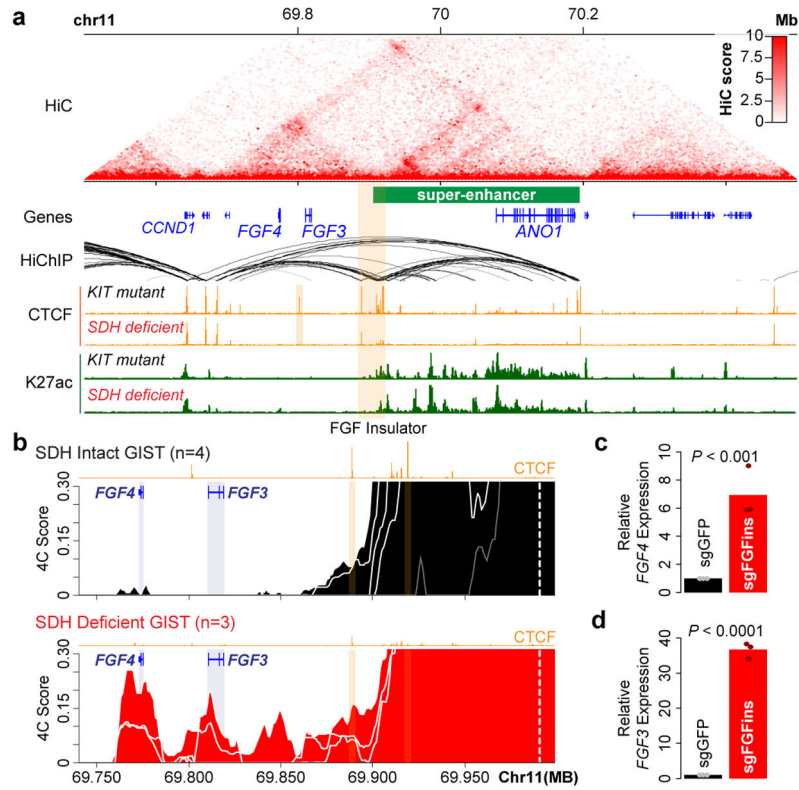 a
chr11 69.8 70 70.2 Mb
HiC
HiC score
10
7.5
5
2.5
0
super-enhancer
Genes
CCND1 FGF4 FGF3 ANO1
HiChIP
CTCF
KIT mutant
SDH deficient
K27ac
KIT mutant
SDH deficient
FGF Insulator
b
SDH Intact GIST (n=4)
CTCF
4C Score
0.30
0.15
0
FGF4 FGF3
SDH Deficient GIST (n=3)
CTCF
4C Score
0.30
0.15
0
FGF4 FGF3
69.750 69.800 69.850 69.900 69.950 Chr11(MB)
c
P < 0.001
Relative
FGF4 Expression
10
8
6
4
2
0
sgGFP
sgFGFins
d
P < 0.0001
Relative
FGF3 Expression
40
30
20
10
0
sgGFP
sgFGFins